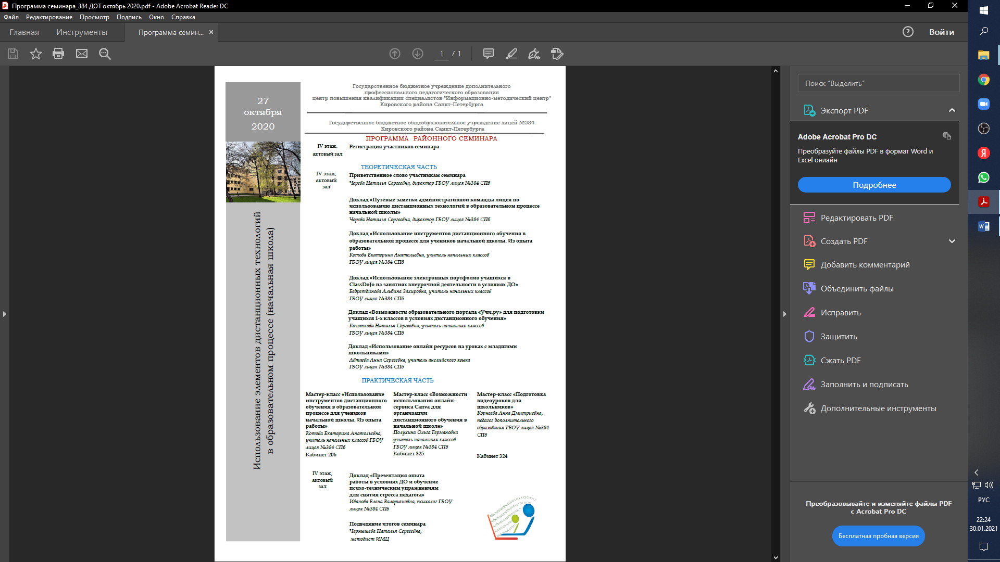 Программа семинара_384 ДОТ октябрь 2020.pdf - Adobe Acrobat Reader DC
Файл Редактирование Просмотр Подпись Окно Справка
Главная Инструменты Программа семин... ×
Войти
1 / 1
27
октября
2020
Использование элементов дистанционных технологий
в образовательном процессе (начальная школа)
Государственное бюджетное учреждение дополнительного
профессионального педагогического образования
центр повышения квалификации специалистов "Информационно-методический центр"
Кировского района Санкт-Петербурга
Государственное бюджетное общеобразовательное учреждение лицей №384
Кировского района Санкт-Петербурга
ПРОГРАММА РАЙОННОГО СЕМИНАРА
IV этаж,
актовый зал
Регистрация участников семинара
ТЕОРЕТИЧЕСКАЯ ЧАСТЬ
IV этаж,
актовый
зал
Приветственное слово участникам семинара
Черева Наталья Сергеевна, директор ГБОУ лицея №384 СПб
Доклад «Путевые заметки административной команды лицея по
использованию дистанционных технологий в образовательном процессе
начальной школы»
Черева Наталья Сергеевна, директор ГБОУ лицея №384 СПб
Доклад «Использование инструментов дистанционного обучения в
образовательном процессе для учеников начальной школы. Из опыта
работы»
Котова Екатерина Анатольевна, учитель начальных классов
ГБОУ лицея №384 СПб
Доклад «Использование электронных портфолио учащихся в
ClassDoJo на занятиях внеурочной деятельности в условиях ДО»
Бедретдинова Альбина Захировна, учитель начальных классов
ГБОУ лицея №384 СПб
Доклад «Возможности образовательного портала «Учи.ру» для подготовки
учащихся 1-х классов в условиях дистанционного обучения»
Кочеткова Наталья Сергеевна, учитель начальных классов
ГБОУ лицея №384 СПб
Доклад «Использование онлайн ресурсов на уроках с младшими
школьниками»
Автаева Анна Сергеевна, учитель английского языка
ГБОУ лицея №384 СПб
ПРАКТИЧЕСКАЯ ЧАСТЬ
Мастер-класс «Использование
инструментов дистанционного
обучения в образовательном
процессе для учеников
начальной школы. Из опыта
работы»
Котова Екатерина Анатольевна,
учитель начальных классов ГБОУ
лицея №384 СПб
Кабинет 206
Мастер-класс «Возможности
использования онлайн-
сервиса Canva для
организации
дистанционного обучения в
начальной школе»
Полухина Ольга Германовна
учитель начальных классов
ГБОУ лицея №384 СПб
Кабинет 325
Мастер-класс «Подготовка
видеоуроков для
школьников»
Корнеева Анна Дмитриевна,
педагог дополнительного
образования ГБОУ лицея №384
СПб
Кабинет 324
IV этаж,
актовый
зал
Доклад «Презентация опыта
работы в условиях ДО и обучение
психо-техническим упражнениям
для снятия стресса педагога»
Иванова Елена Валерьяновна, психолог ГБОУ
лицея №384 СПб
Подведение итогов семинара
Чернышева Наталья Сергеевна,
методист ИМЦ
Поиск "Выделить"
Экспорт PDF
Adobe Acrobat Pro DC
Преобразуйте файлы PDF в формат Word и
Excel онлайн
Подробнее
Редактировать PDF
Создать PDF
Добавить комментарий
Объединить файлы
Исправить
Защитить
Сжать PDF
Заполнить и подписать
Дополнительные инструменты
Преобразовывайте и изменяйте файлы PDF
с Acrobat Pro DC
Бесплатная пробная версия
РУС
22:24
30.01.2021